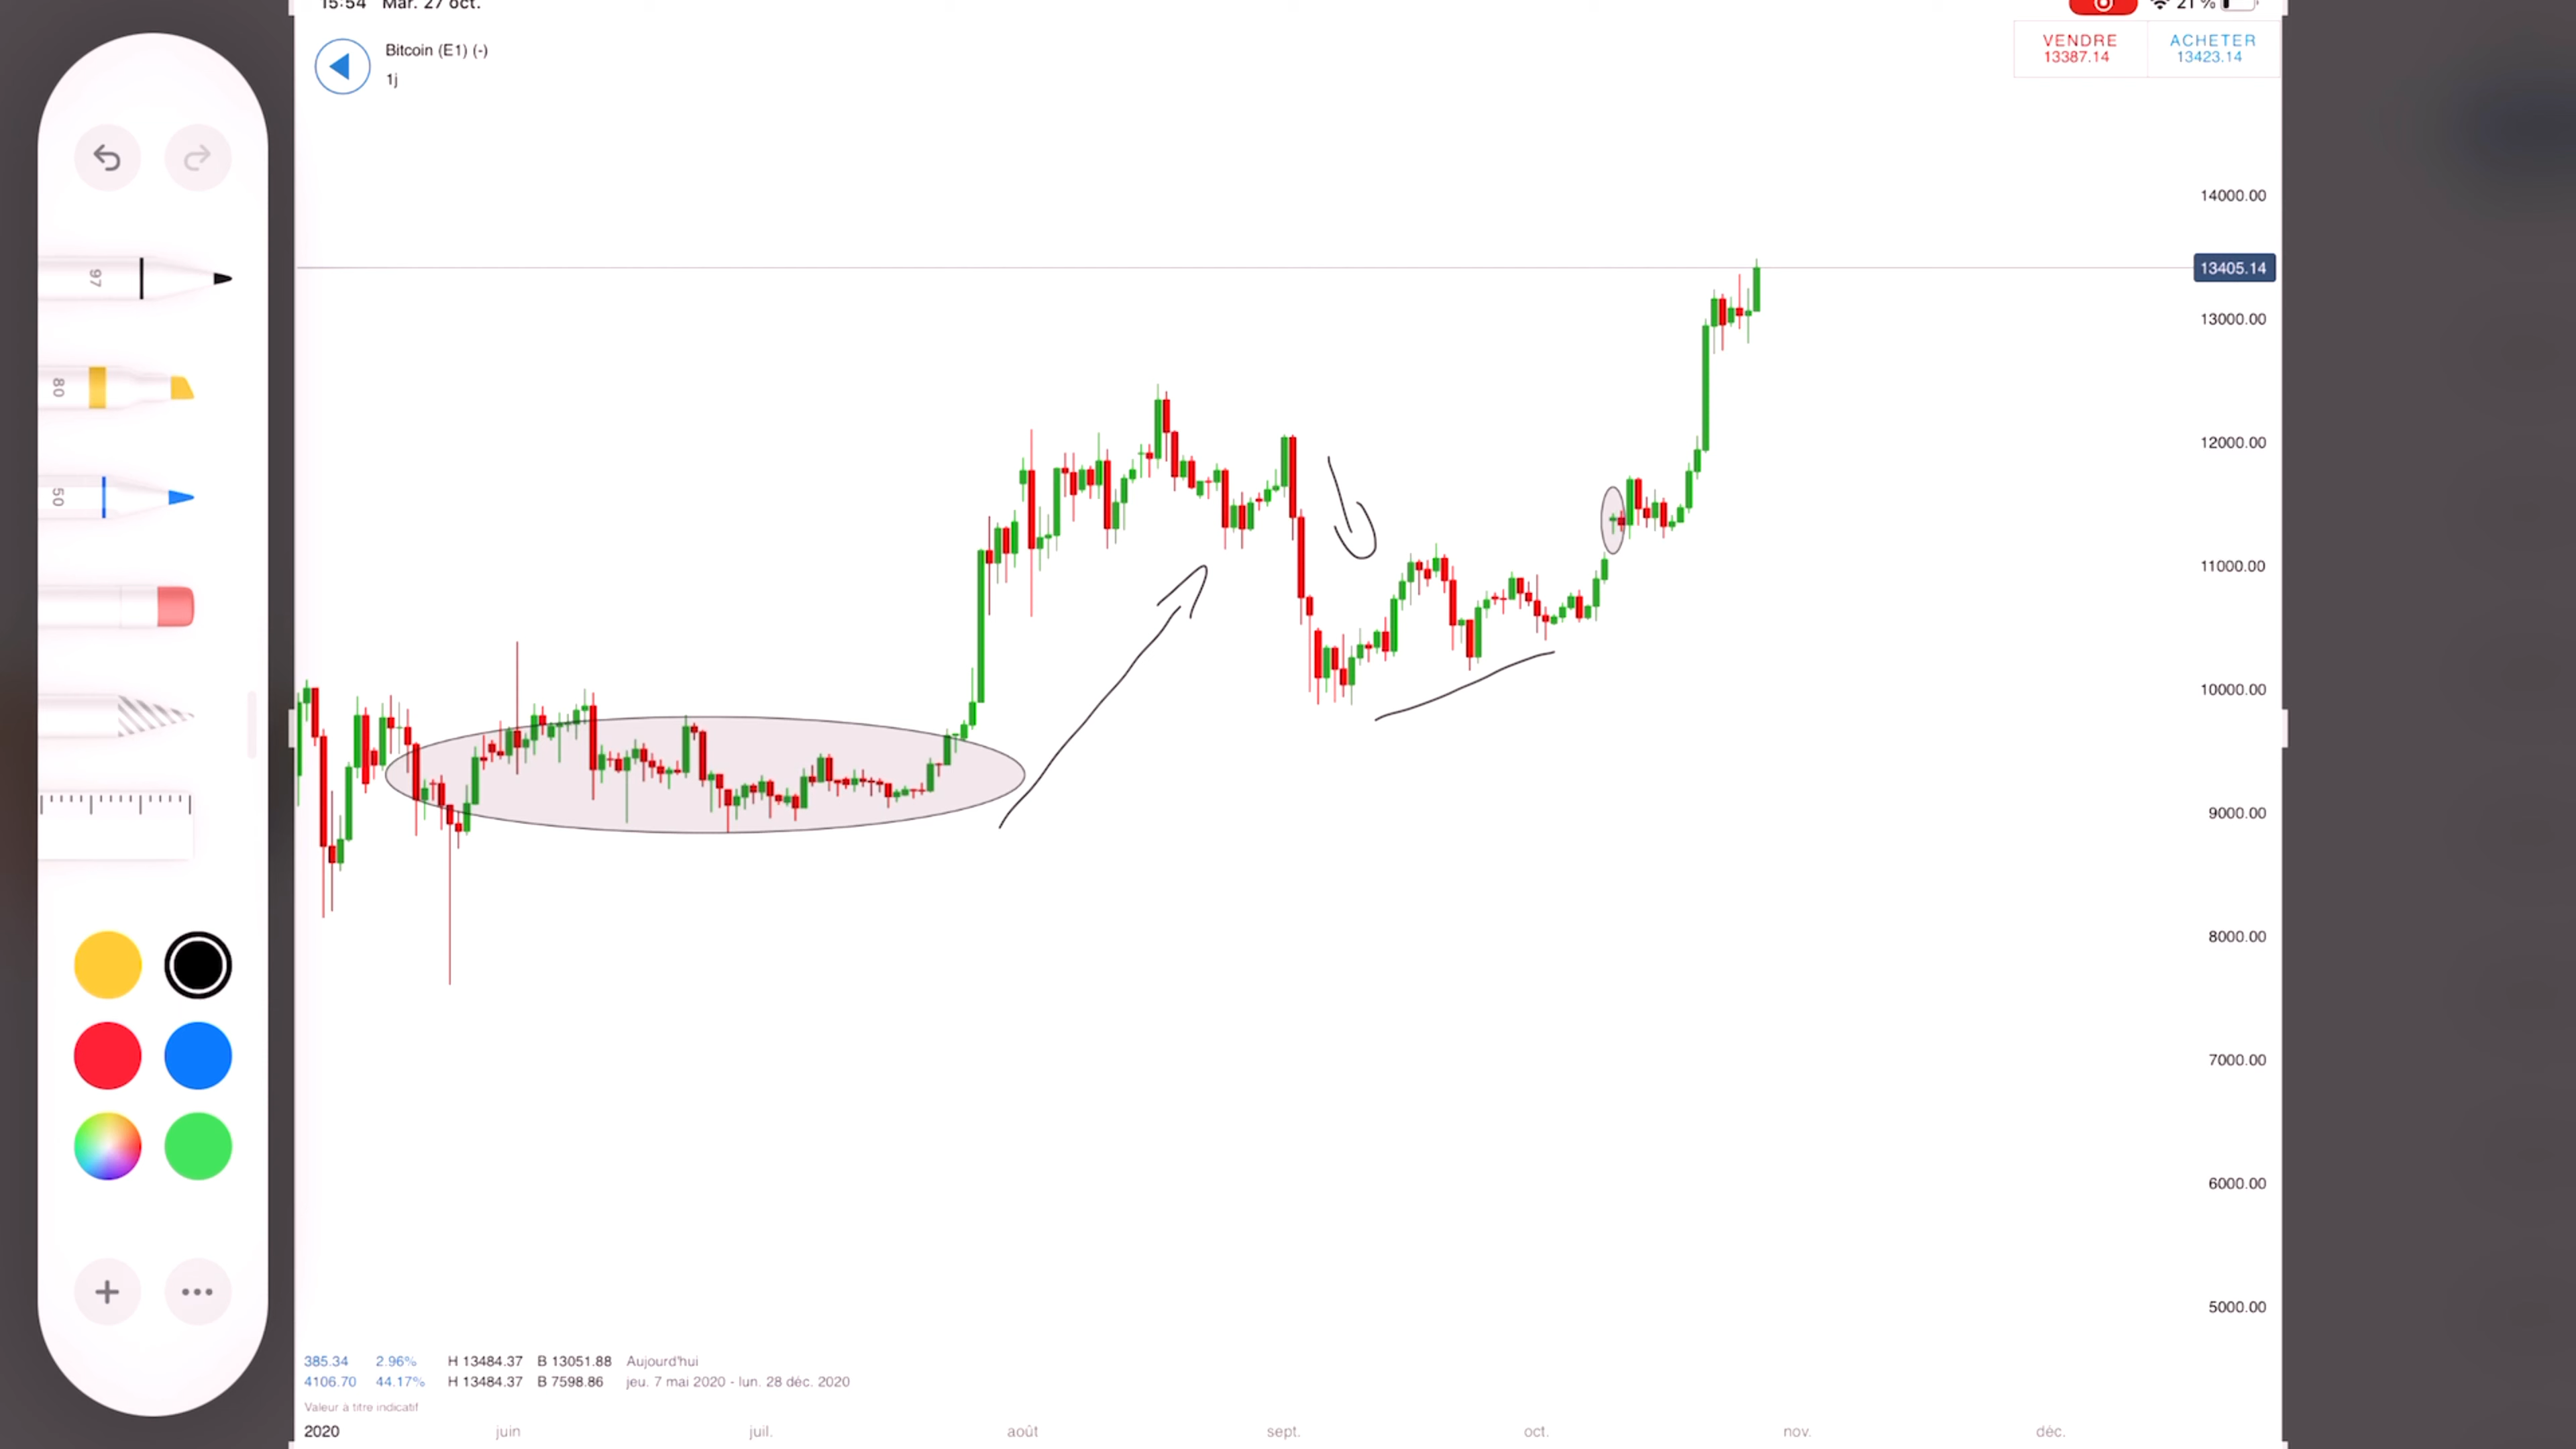 15:54 Mar. 27 oct.
21 %
Bitcoin (E1) (-)
1j
VENDRE
13387.14
ACHETER
13423.14
97
80
50
14000.00
13405.14
13000.00
12000.00
11000.00
10000.00
9000.00
8000.00
7000.00
6000.00
5000.00
385.34 2.96% H 13484.37 B 13051.88 Aujourd'hui
4106.70 44.17% H 13484.37 B 7598.86 jeu. 7 mai 2020 - lun. 28 déc. 2020
Valeur à titre indicatif
2020 juin juil. août sept. oct. nov. déc.